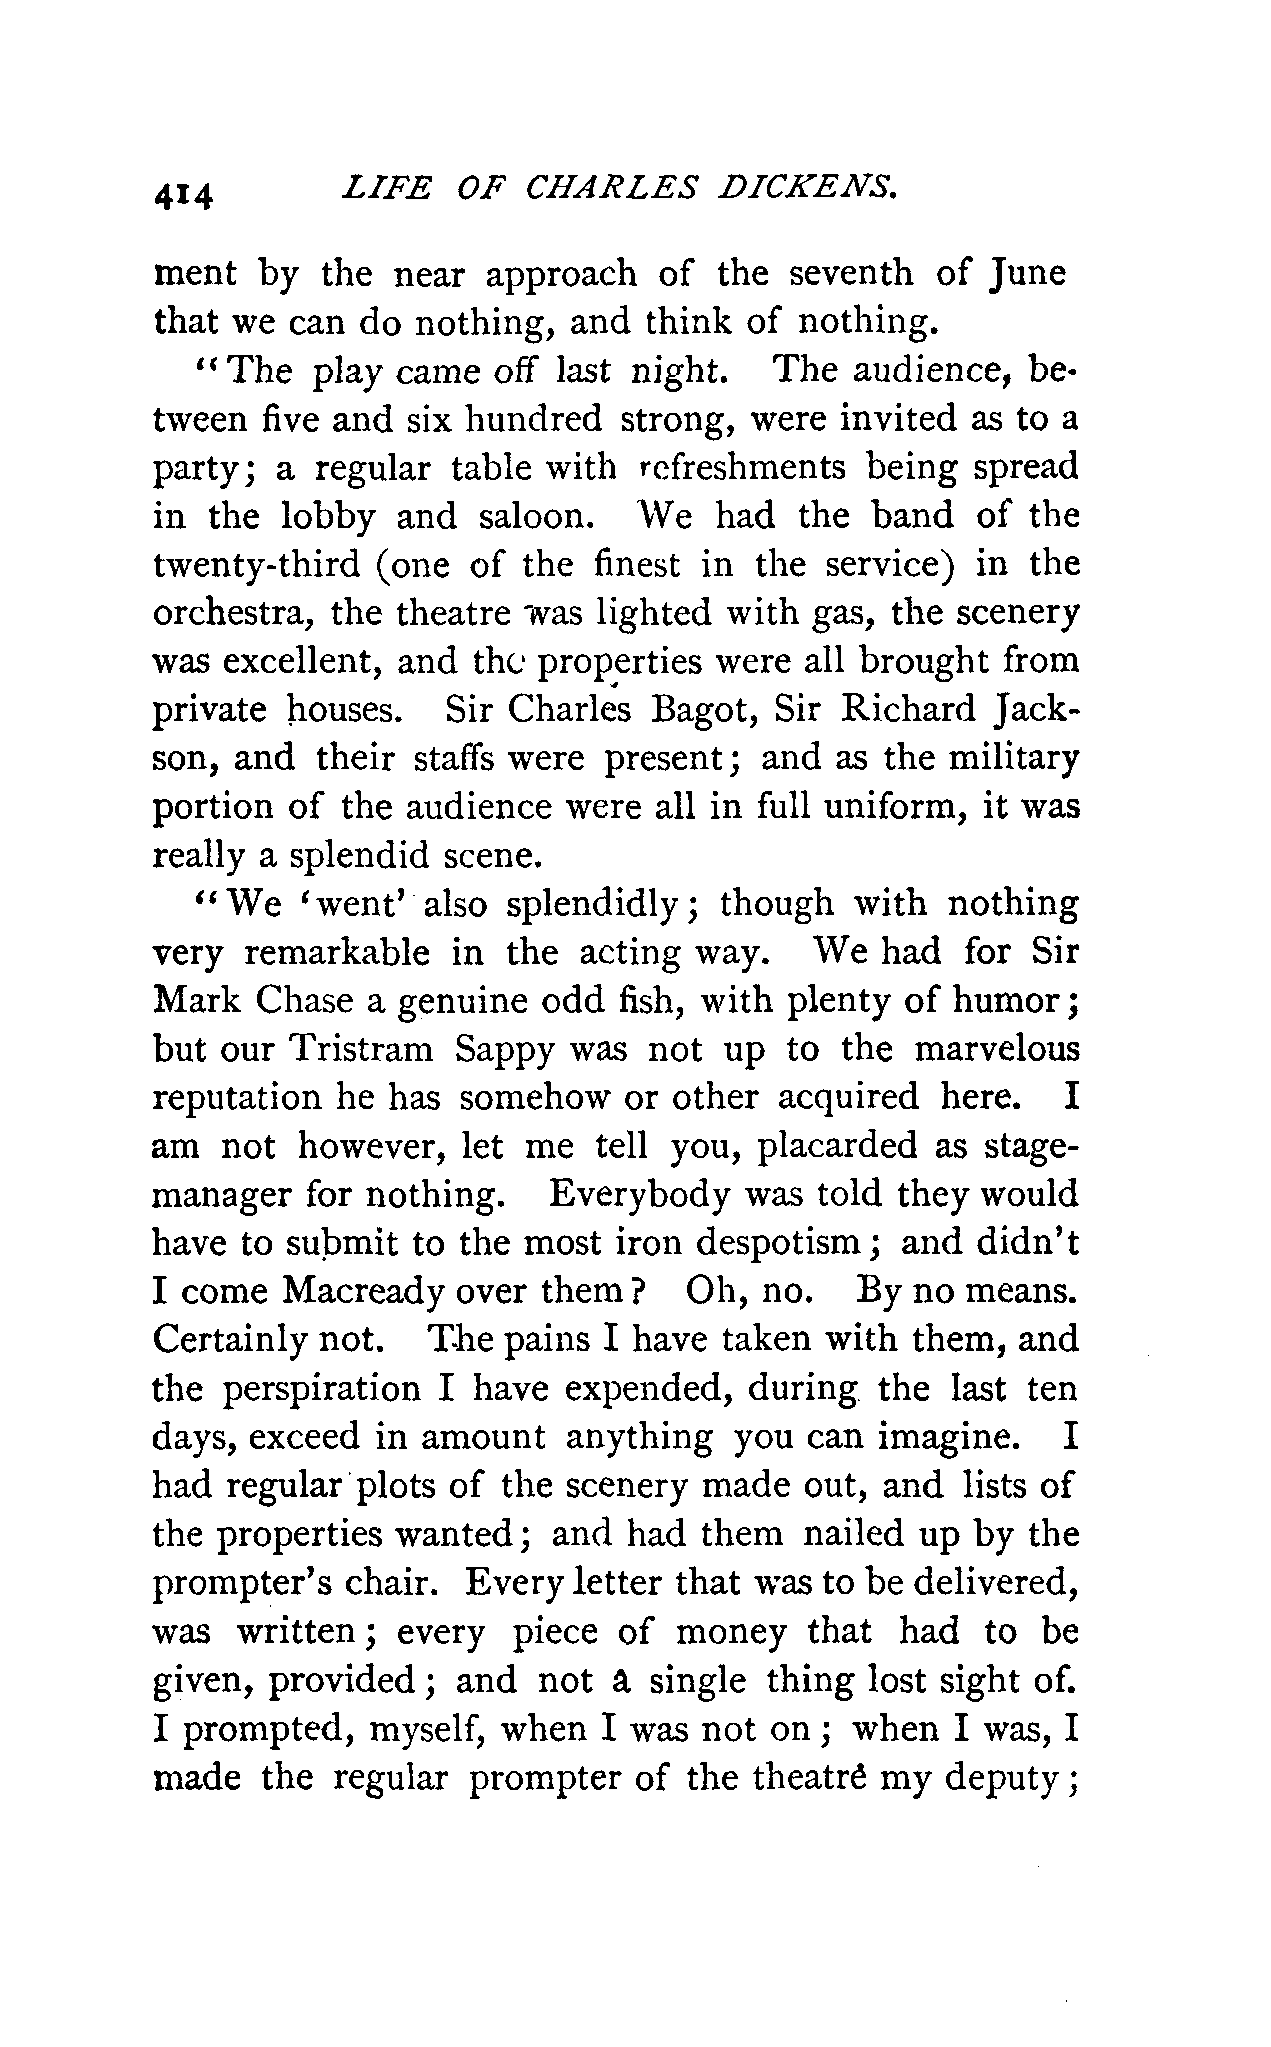 414 LIFE OF CHARLES DICKENS.
ment by the near approach of the seventh of June
that we can do nothing, and think of nothing.
"The play came off last night. The audience, be-
tween five and six hundred strong, were invited as to a
party; a regular table with refreshments being spread
in the lobby and saloon. We had the band of the
twenty-third (one of the finest in the service) in the
orchestra, the theatre was lighted with gas, the scenery
was excellent, and the properties were all brought from
private houses. Sir Charles Bagot, Sir Richard Jack-
son, and their staffs were present; and as the military
portion of the audience were all in full uniform, it was
really a splendid scene.
"We 'went' also splendidly; though with nothing
very remarkable in the acting way. We had for Sir
Mark Chase a genuine odd fish, with plenty of humor;
but our Tristram Sappy was not up to the marvelous
reputation he has somehow or other acquired here. I
am not however, let me tell you, placarded as stage-
manager for nothing. Everybody was told they would
have to submit to the most iron despotism; and didn't
I come Macready over them? Oh, no. By no means.
Certainly not. The pains I have taken with them, and
the perspiration I have expended, during the last ten
days, exceed in amount anything you can imagine. I
had regular plots of the scenery made out, and lists of
the properties wanted; and had them nailed up by the
prompter's chair. Every letter that was to be delivered,
was written; every piece of money that had to be
given, provided; and not a single thing lost sight of.
I prompted, myself, when I was not on; when I was, I
made the regular prompter of the theatre my deputy;